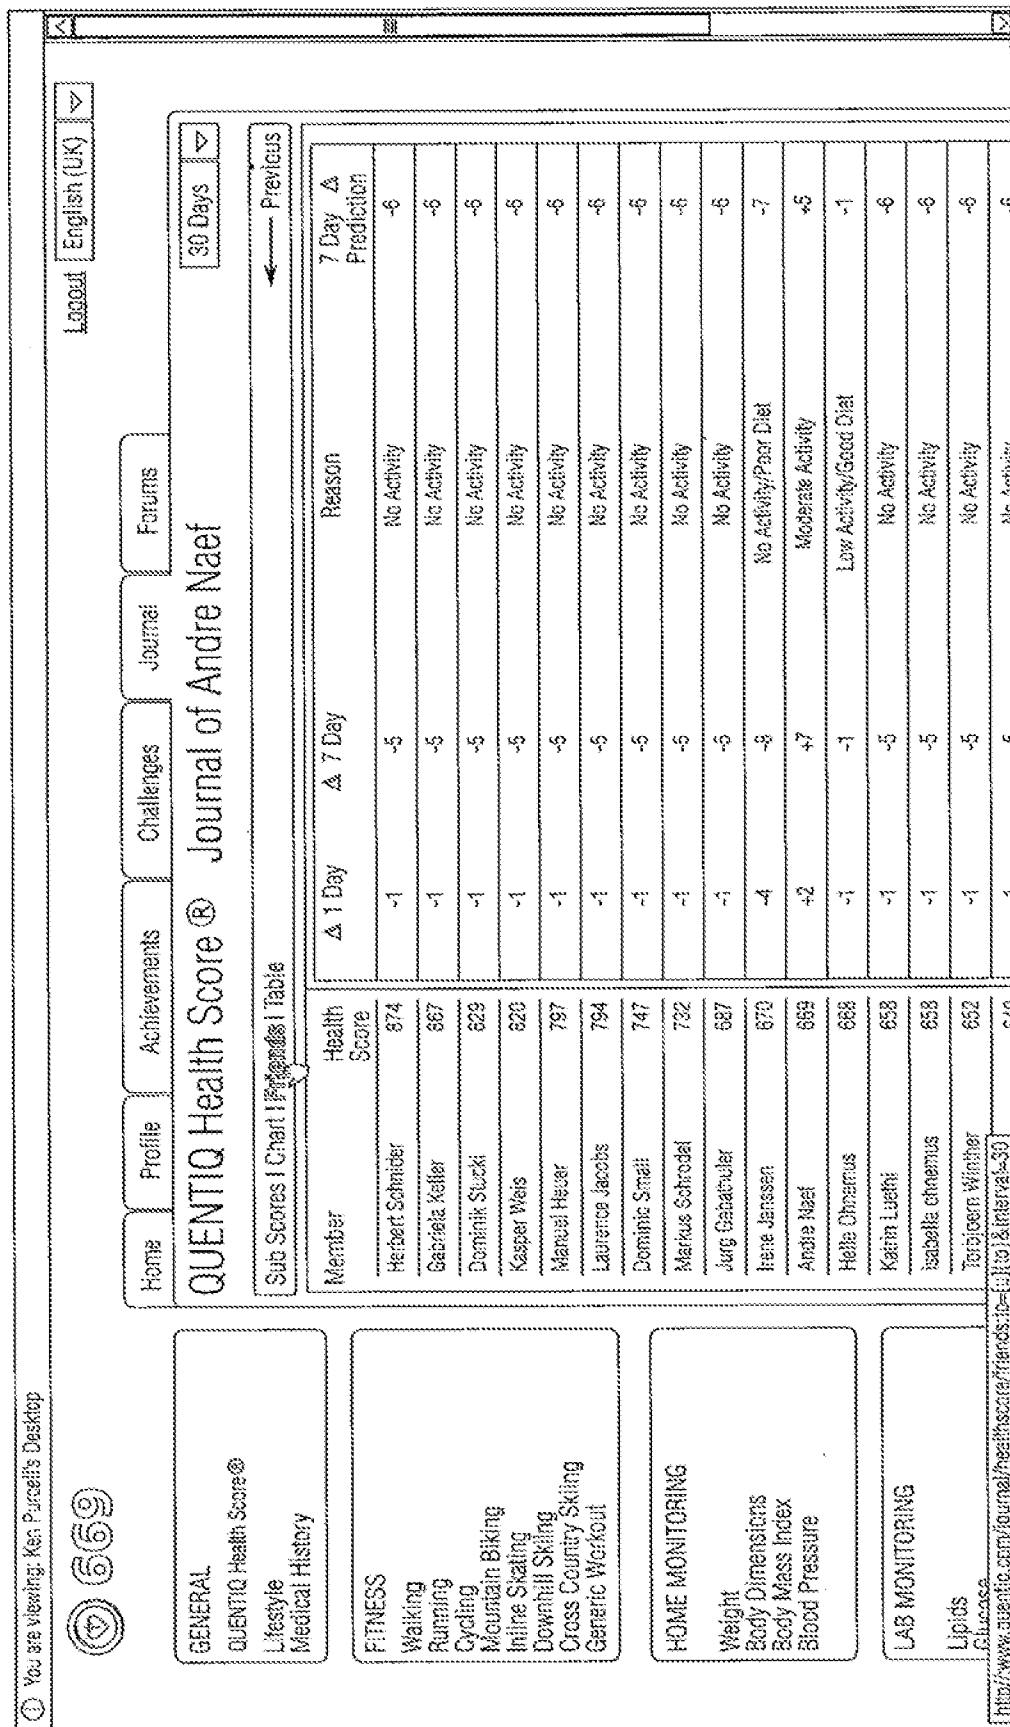 You are viewing: Ken Purcell's Desktop
669
Logout English (UK)
Home Profile Achievements Challenges Journal Forums
QUENTIQ Health Score® Journal of Andre Naef 30 Days
Sub Scores | Chart | Friends | Table Previous
GENERAL
QUENTIQ Health Score®
Lifestyle
Medical History
FITNESS
Walking
Running
Cycling
Mountain Biking
Inline Skating
Downhill Skiing
Cross Country Skiing
Generic Workout
HOME MONITORING
Weight
Body Dimensions
Body Mass Index
Blood Pressure
LAB MONITORING
Lipids
Glucose
Member Health Score Δ 1 Day Δ 7 Day Reason 7 Day Δ Prediction
Herbert Schnider 874 -1 -5 No Activity -6
Gabriela Keller 867 -1 -5 No Activity -6
Dominik Stucki 829 -1 -5 No Activity -6
Kasper Weis 820 -1 -5 No Activity -6
Manuel Heuer 797 -1 -5 No Activity -6
Laurence Jacobs 794 -1 -5 No Activity -6
Dominic Small 747 -1 -5 No Activity -6
Markus Schrodel 732 -1 -5 No Activity -6
Jurg Gabathuler 687 -1 -5 No Activity -6
Irene Janssen 670 -4 -8 No Activity/Poor Diet -7
Andre Naef 669 +2 +7 Moderate Activity +5
Helle Ohnemus 668 -1 -1 Low Activity/Good Diet -1
Katrin Luethi 658 -1 -5 No Activity -6
Isabella ohnemus 658 -1 -5 No Activity -6
Torbjoern Winther 652 -1 -5 No Activity -6
No Activity